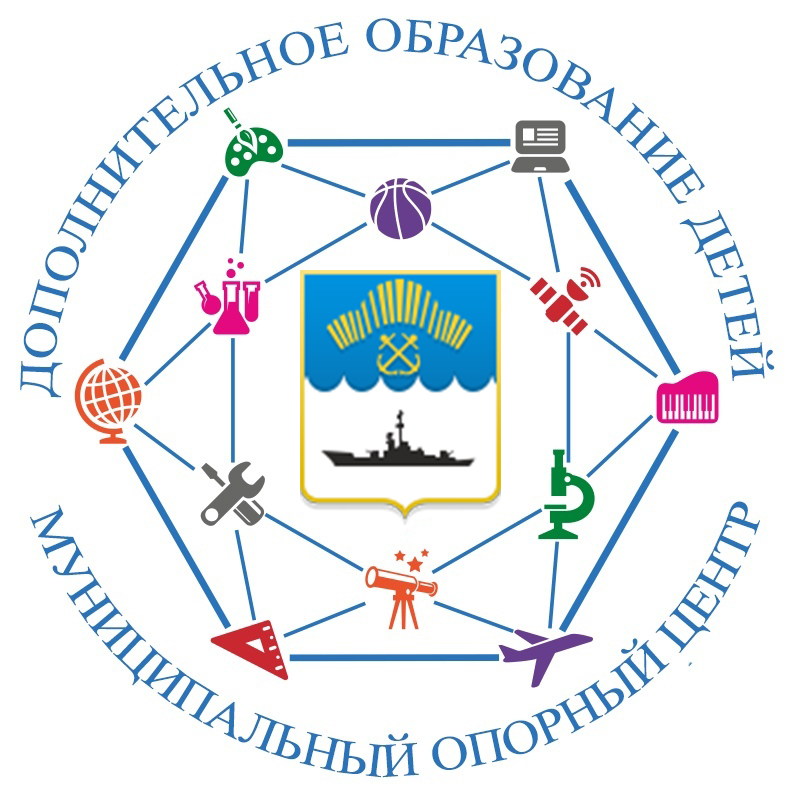 ДОПОЛНИТЕЛЬНОЕ ОБРАЗОВАНИЕ ДЕТЕЙ
МУНИЦИПАЛЬНЫЙ ОПОРНЫЙ ЦЕНТР